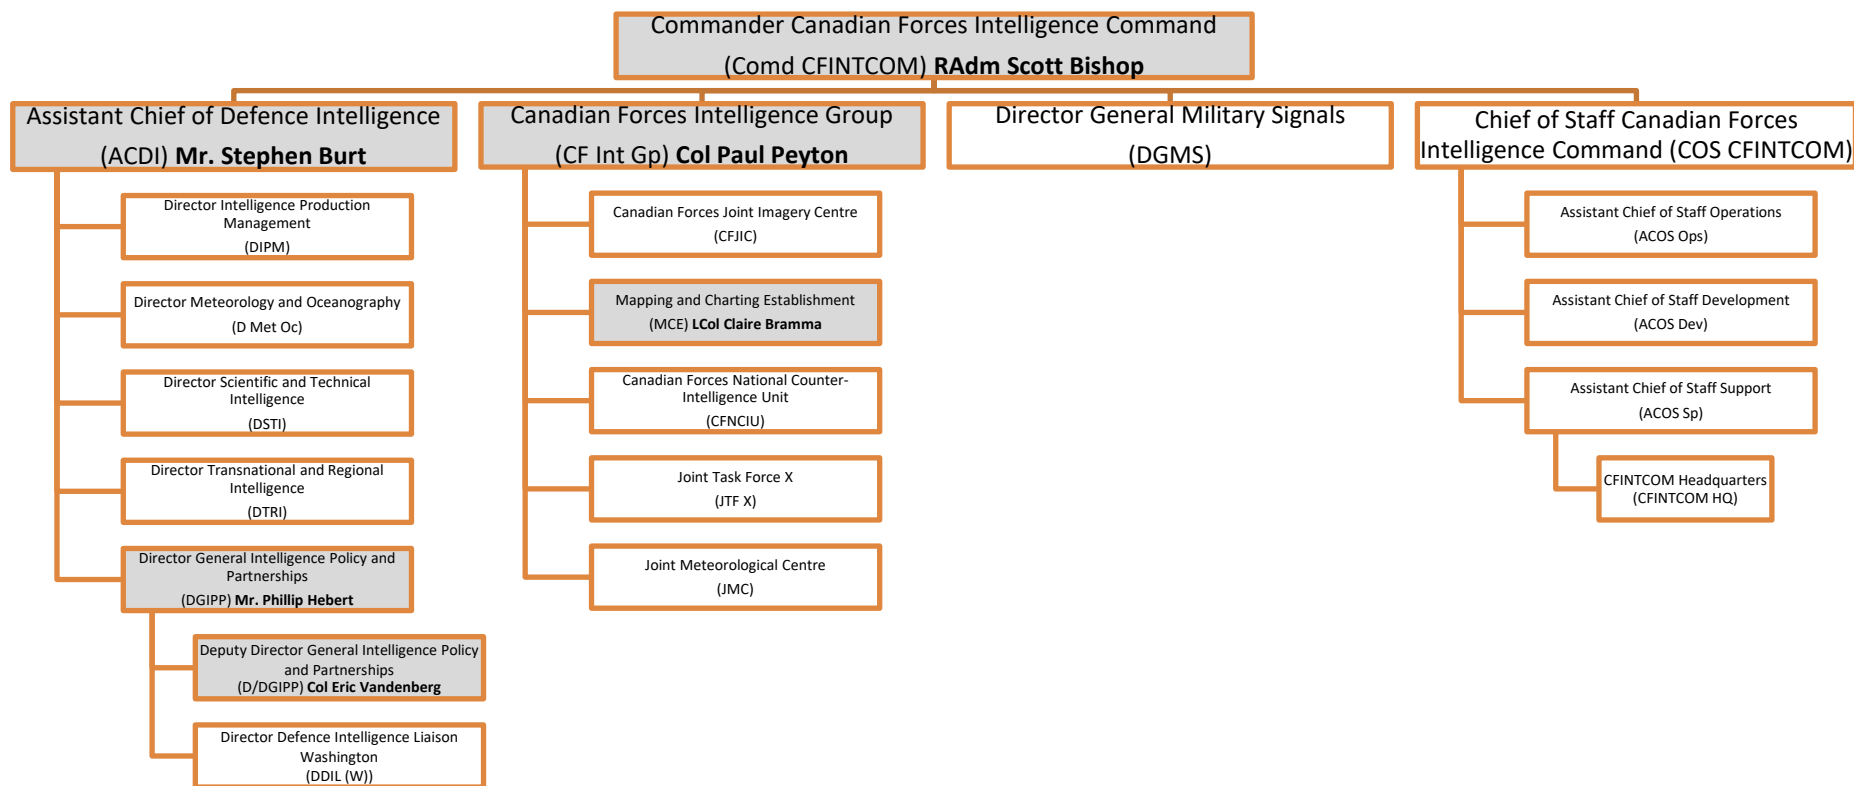 Commander Canadian Forces Intelligence Command
(Comd CFINTCOM) RAdm Scott Bishop
Assistant Chief of Defence Intelligence
(ACDI) Mr. Stephen Burt
Director Intelligence Production
Management
(DIPM)
Director Meteorology and Oceanography
(D Met Oc)
Director Scientific and Technical
Intelligence
(DSTI)
Director Transnational and Regional
Intelligence
(DTRI)
Director General Intelligence Policy and
Partnerships
(DGIPP) Mr. Phillip Hebert
Deputy Director General Intelligence Policy
and Partnerships
(D/DGIPP) Col Eric Vandenberg
Director Defence Intelligence Liaison
Washington
(DDIL (W))
Canadian Forces Intelligence Group
(CF Int Gp) Col Paul Peyton
Canadian Forces Joint Imagery Centre
(CFJIC)
Mapping and Charting Establishment
(MCE) LCol Claire Bramma
Canadian Forces National Counter-
Intelligence Unit
(CFNCIU)
Joint Task Force X
(JTF X)
Joint Meteorological Centre
(JMC)
Director General Military Signals
(DGMS)
Chief of Staff Canadian Forces
Intelligence Command (COS CFINTCOM)
Assistant Chief of Staff Operations
(ACOS Ops)
Assistant Chief of Staff Development
(ACOS Dev)
Assistant Chief of Staff Support
(ACOS Sp)
CFINTCOM Headquarters
(CFINTCOM HQ)